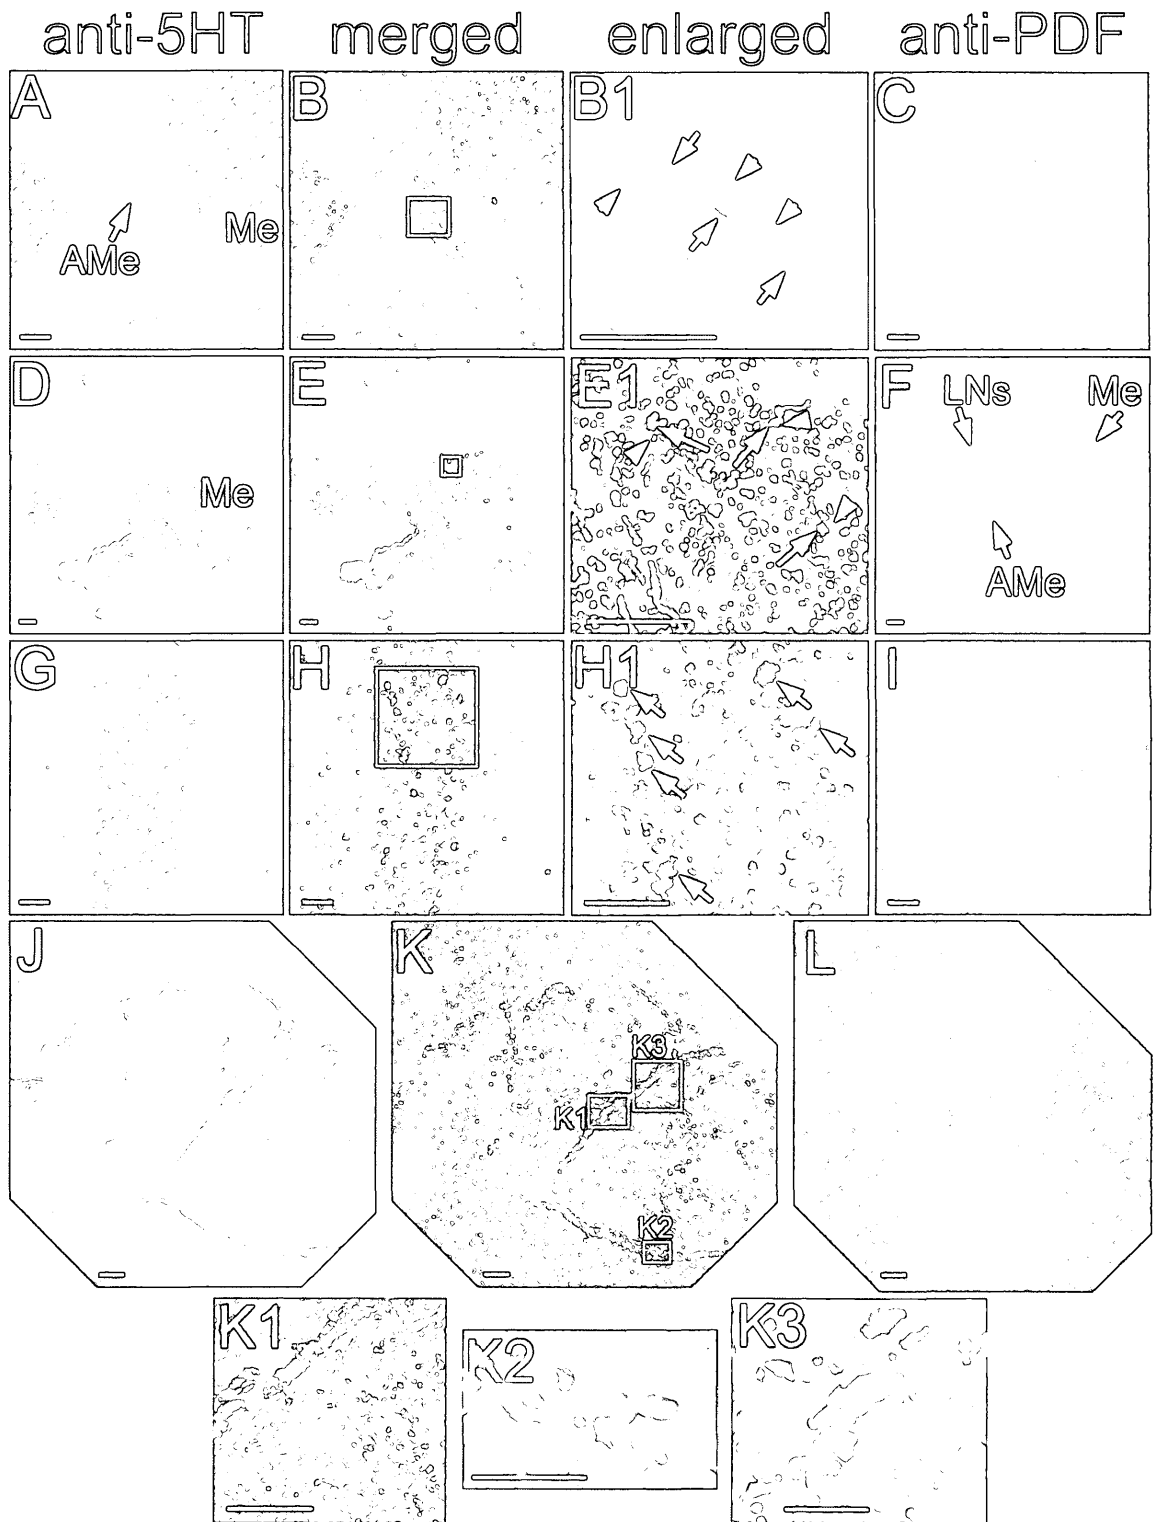 anti-5HT merged enlarged anti-PDF
A B B1 C
Me
AMe
D E E1 F LNs Me
Me
AMe
G H H1 I
J K L
K3
K1
K2
K1 K2 K3